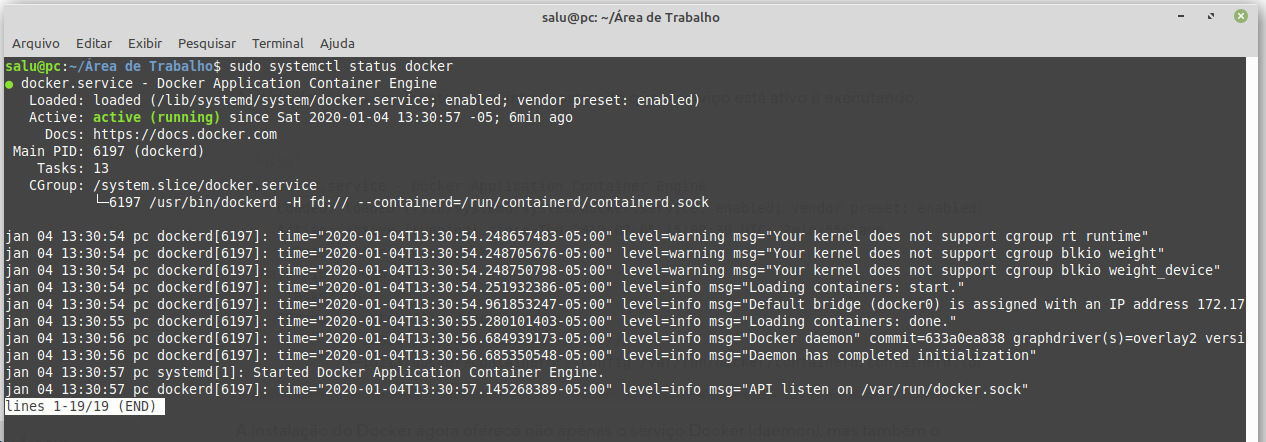 salu@pc: ~/Área de Trabalho
Arquivo Editar Exibir Pesquisar Terminal Ajuda
salu@pc:~/Área de Trabalho$ sudo systemctl status docker
● docker.service - Docker Application Container Engine
   Loaded: loaded (/lib/systemd/system/docker.service; enabled; vendor preset: enabled)
   Active: active (running) since Sat 2020-01-04 13:30:57 -05; 6min ago
     Docs: https://docs.docker.com
 Main PID: 6197 (dockerd)
    Tasks: 13
   CGroup: /system.slice/docker.service
           └─6197 /usr/bin/dockerd -H fd:// --containerd=/run/containerd/containerd.sock
jan 04 13:30:54 pc dockerd[6197]: time="2020-01-04T13:30:54.248657483-05:00" level=warning msg="Your kernel does not support cgroup rt runtime"
jan 04 13:30:54 pc dockerd[6197]: time="2020-01-04T13:30:54.248705676-05:00" level=warning msg="Your kernel does not support cgroup blkio weight"
jan 04 13:30:54 pc dockerd[6197]: time="2020-01-04T13:30:54.248750798-05:00" level=warning msg="Your kernel does not support cgroup blkio weight_device"
jan 04 13:30:54 pc dockerd[6197]: time="2020-01-04T13:30:54.251932386-05:00" level=info msg="Loading containers: start."
jan 04 13:30:54 pc dockerd[6197]: time="2020-01-04T13:30:54.961853247-05:00" level=info msg="Default bridge (docker0) is assigned with an IP address 172.17
jan 04 13:30:55 pc dockerd[6197]: time="2020-01-04T13:30:55.280101403-05:00" level=info msg="Loading containers: done."
jan 04 13:30:56 pc dockerd[6197]: time="2020-01-04T13:30:56.684939173-05:00" level=info msg="Docker daemon" commit=633a0ea838 graphdriver(s)=overlay2 versi
jan 04 13:30:56 pc dockerd[6197]: time="2020-01-04T13:30:56.685350548-05:00" level=info msg="Daemon has completed initialization"
jan 04 13:30:57 pc systemd[1]: Started Docker Application Container Engine.
jan 04 13:30:57 pc dockerd[6197]: time="2020-01-04T13:30:57.145268389-05:00" level=info msg="API listen on /var/run/docker.sock"
lines 1-19/19 (END)